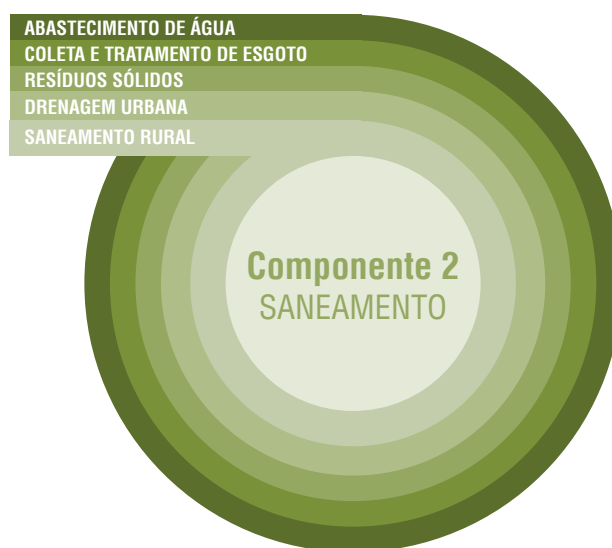 ABASTECIMENTO DE ÁGUA
COLETA E TRATAMENTO DE ESGOTO
RESÍDUOS SÓLIDOS
DRENAGEM URBANA
SANEAMENTO RURAL
Componente 2
SANEAMENTO